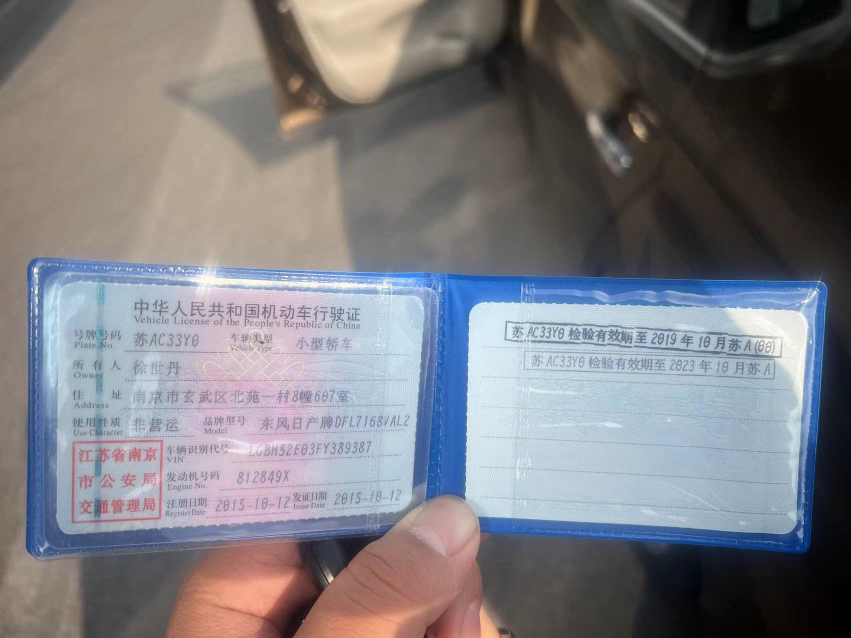 中华人民共和国机动车行驶证
Vehicle License of the People's Republic of China
号牌号码 苏AC33Y0 车辆类型 小型轿车
Plate No. Vehicle Type
所有人 徐世丹
Owner
住址 南京市玄武区北苑一村8幢607室
Address
使用性质 非营运 品牌型号 东风日产牌DFL7168VAL2
Use Character Model
江苏省南京
市公安局
交通管理局
车辆识别代号 LGBH52E03FY389387
VIN
发动机号码 812849X
Engine No.
注册日期 2015-10-12 发证日期 2015-10-12
Register Date Issue Date
苏AC33Y0检验有效期至2019年10月苏A(00)
苏AC33Y0检验有效期至2023年10月苏A